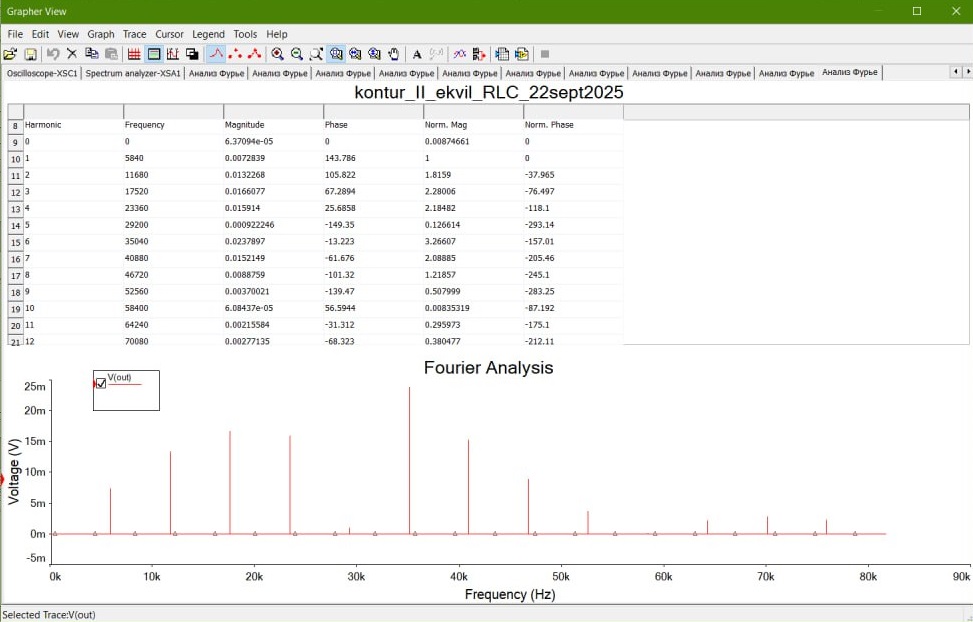 Grapher View
File Edit View Graph Trace Cursor Legend Tools Help
Oscilloscope-XSC1 Spectrum analyzer-XSA1 Анализ Фурье Анализ Фурье Анализ Фурье Анализ Фурье Анализ Фурье Анализ Фурье Анализ Фурье Анализ Фурье Анализ Фурье Анализ Фурье Анализ Фурье
kontur_II_ekvil_RLC_22sept2025
8 Harmonic Frequency Magnitude Phase Norm. Mag Norm. Phase
9 0 0 6.37094e-05 0 0.00874661 0
10 1 5840 0.0072839 143.786 1 0
11 2 11680 0.0132268 105.822 1.8159 -37.965
12 3 17520 0.0166077 67.2894 2.28006 -76.497
13 4 23360 0.015914 25.6858 2.18482 -118.1
14 5 29200 0.000922246 -149.35 0.126614 -293.14
15 6 35040 0.0237897 -13.223 3.26607 -157.01
16 7 40880 0.0152149 -61.676 2.08885 -205.46
17 8 46720 0.0088759 -101.32 1.21857 -245.1
18 9 52560 0.00370021 -139.47 0.507999 -283.25
19 10 58400 6.08437e-05 56.5944 0.00835319 -87.192
20 11 64240 0.00215584 -31.312 0.295973 -175.1
21 12 70080 0.00277135 -68.323 0.380477 -212.11
Fourier Analysis
V(out)
25m
20m
15m
10m
5m
0m
-5m
Voltage (V)
0k 10k 20k 30k 40k 50k 60k 70k 80k 90k
Frequency (Hz)
Selected Trace:V(out)